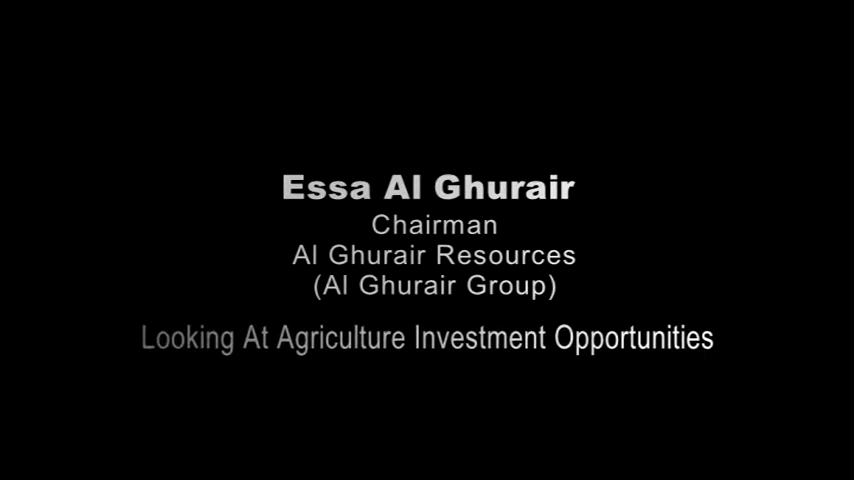 Essa Al Ghurair
Chairman
Al Ghurair Resources
(Al Ghurair Group)
Looking At Agriculture Investment Opportunities